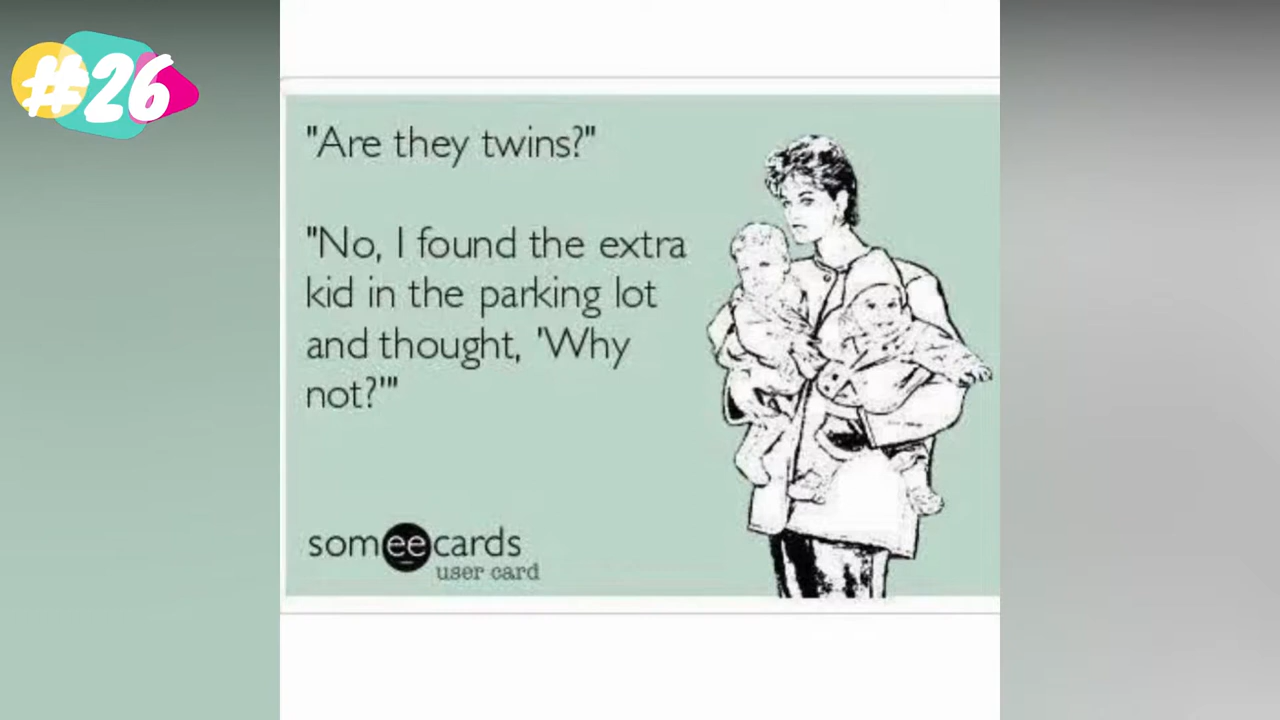 #26
"Are they twins?"
"No, I found the extra
kid in the parking lot
and thought, 'Why
not?'"
someecards
user card